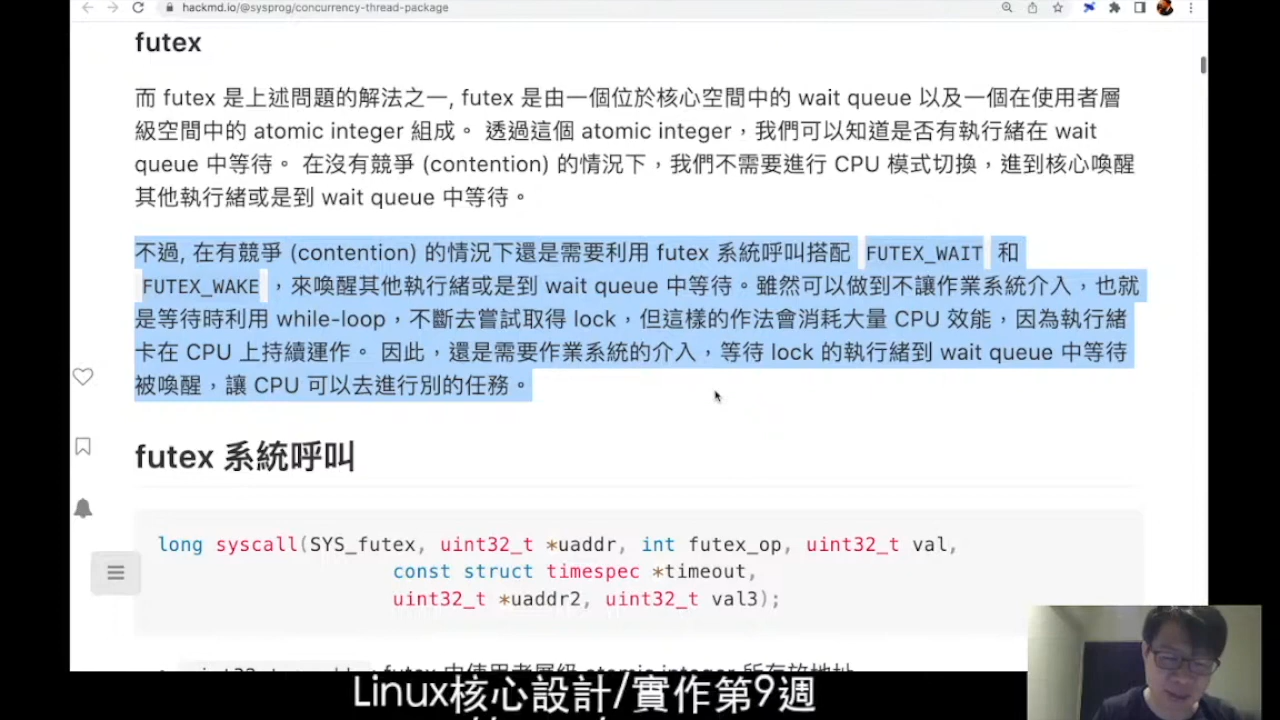 hackmd.io/@sysprog/concurrency-thread-package
futex
而 futex 是上述問題的解法之一, futex 是由一個位於核心空間中的 wait queue 以及一個在使用者層
級空間中的 atomic integer 組成。 透過這個 atomic integer，我們可以知道是否有執行緒在 wait
queue 中等待。 在沒有競爭 (contention) 的情況下，我們不需要進行 CPU 模式切換，進到核心喚醒
其他執行緒或是到 wait queue 中等待。
不過, 在有競爭 (contention) 的情況下還是需要利用 futex 系統呼叫搭配 FUTEX_WAIT 和
FUTEX_WAKE ，來喚醒其他執行緒或是到 wait queue 中等待。雖然可以做到不讓作業系統介入，也就
是等待時利用 while-loop，不斷去嘗試取得 lock，但這樣的作法會消耗大量 CPU 效能，因為執行緒
卡在 CPU 上持續運作。 因此，還是需要作業系統的介入，等待 lock 的執行緒到 wait queue 中等待
被喚醒，讓 CPU 可以去進行別的任務。
futex 系統呼叫
long syscall(SYS_futex, uint32_t *uaddr, int futex_op, uint32_t val,
const struct timespec *timeout,
uint32_t *uaddr2, uint32_t val3);
futex 中使用者層級 atomic integer 所存放地址
Linux核心設計/實作第9週